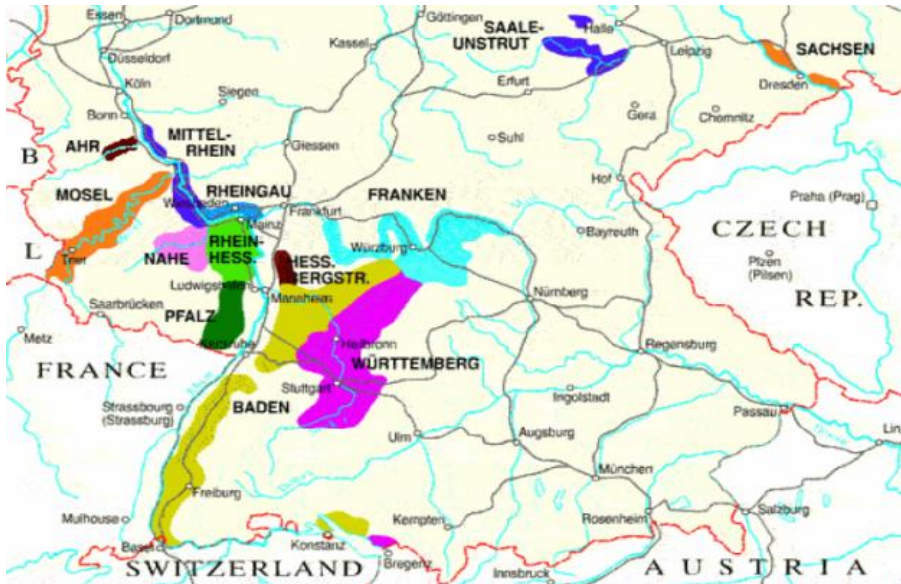 Essen
Dortmund
Göttingen
Halle
SAALE-
UNSTRUT
Leipzig
SACHSEN
Düsseldorf
Kassel
Dresden
Köln
Siegen
Erfurt
Gera
Chemnitz
Bonn
MITTEL-
RHEIN
AHR
Giessen
Suhl
B
Hof
MOSEL
RHEINGAU
FRANKEN
Wiesbaden
Frankfurt
Praha (Prag)
Mainz
CZECH
Bayreuth
L
Trier
NAHE
RHEIN-
HESS.
HESS.
BERGSTR.
Würzburg
Plzen
(Pilsen)
Ludwigshafen
Mannheim
Nürnberg
REP.
Saarbrücken
PFALZ
Metz
Karlsruhe
Heilbronn
Regensburg
FRANCE
WÜRTTEMBERG
Stuttgart
Ingolstadt
Strassbourg
(Strassburg)
BADEN
Passau
Ulm
Augsburg
Lin
München
Freiburg
Mulhouse
Kempten
Rosenheim
Salzburg
Basel
Konstanz
Bregenz
SWITZERLAND
Innsbruck
AUSTRIA